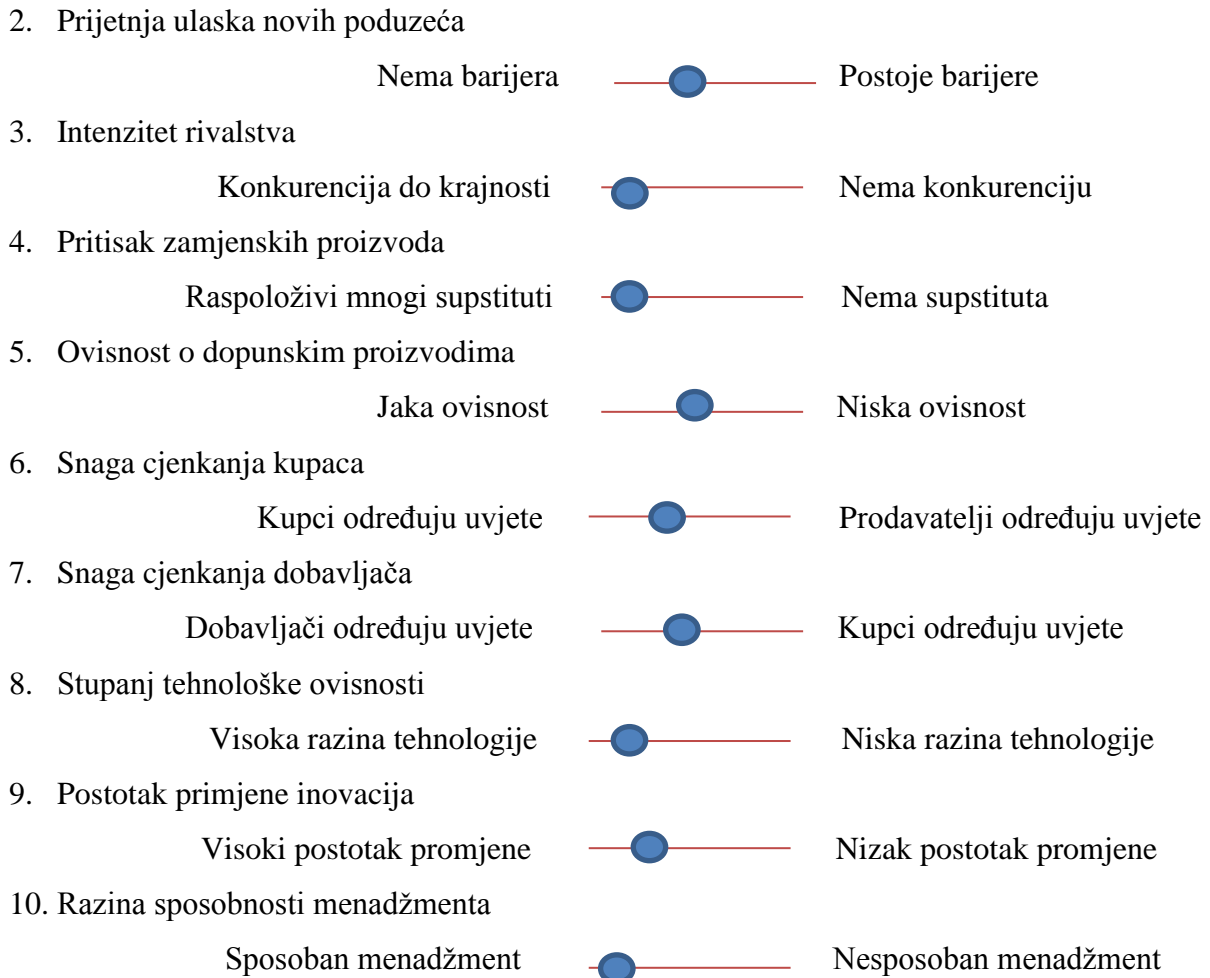 2. Prijetnja ulaska novih poduzeća
Nema barijera Postoje barijere
3. Intenzitet rivalstva
Konkurencija do krajnosti Nema konkurenciju
4. Pritisak zamjenskih proizvoda
Raspoloživi mnogi supstituti Nema supstituta
5. Ovisnost o dopunskim proizvodima
Jaka ovisnost Niska ovisnost
6. Snaga cjenkanja kupaca
Kupci određuju uvjete Prodavatelji određuju uvjete
7. Snaga cjenkanja dobavljača
Dobavljači određuju uvjete Kupci određuju uvjete
8. Stupanj tehnološke ovisnosti
Visoka razina tehnologije Niska razina tehnologije
9. Postotak primjene inovacija
Visoki postotak promjene Nizak postotak promjene
10. Razina sposobnosti menadžmenta
Sposoban menadžment Nesposoban menadžment